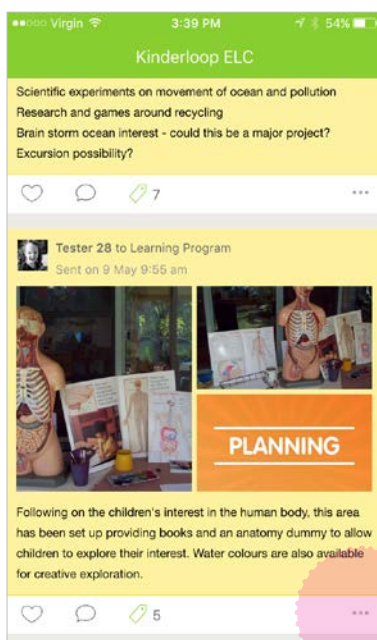 Virgin 3:39 PM 54%
Kinderloop ELC
Scientific experiments on movement of ocean and pollution
Research and games around recycling
Brain storm ocean interest - could this be a major project?
Excursion possibility?
7
Tester 28 to Learning Program
Sent on 9 May 9:55 am
PLANNING
Following on the children's interest in the human body, this area
has been set up providing books and an anatomy dummy to allow
children to explore their interest. Water colours are also available
for creative exploration.
5